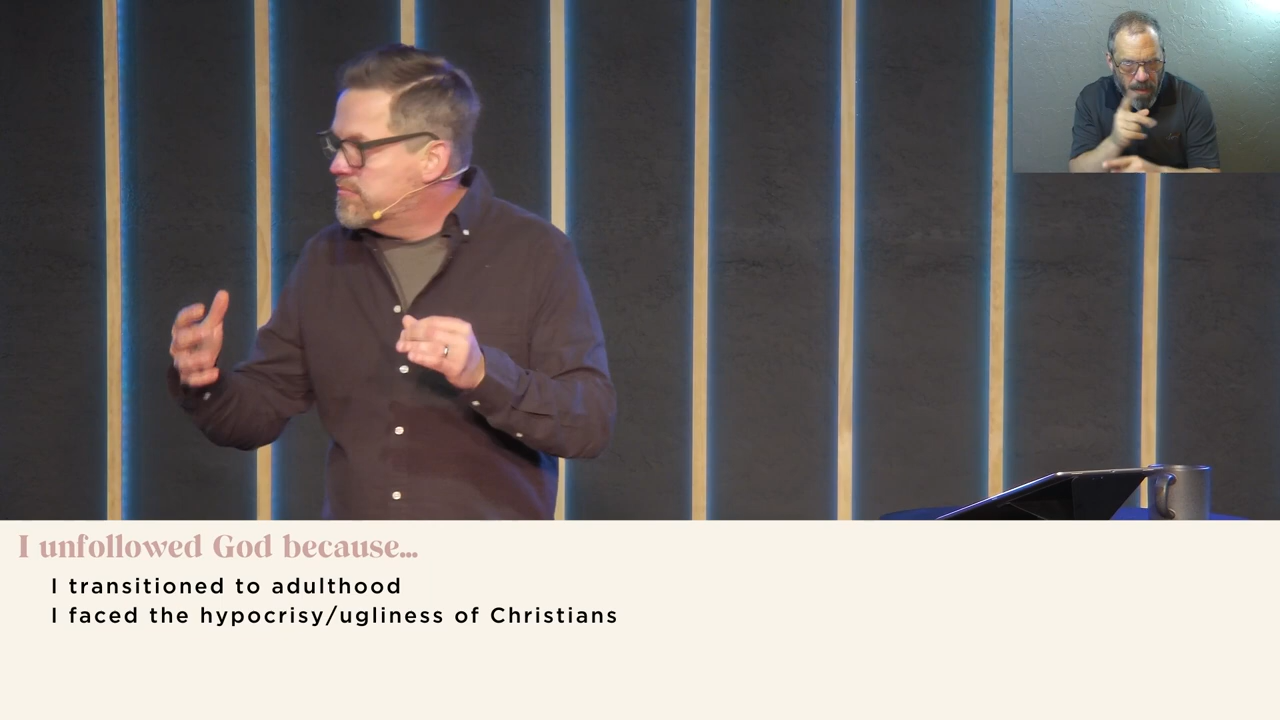 I unfollowed God because...
I transitioned to adulthood
I faced the hypocrisy/ugliness of Christians